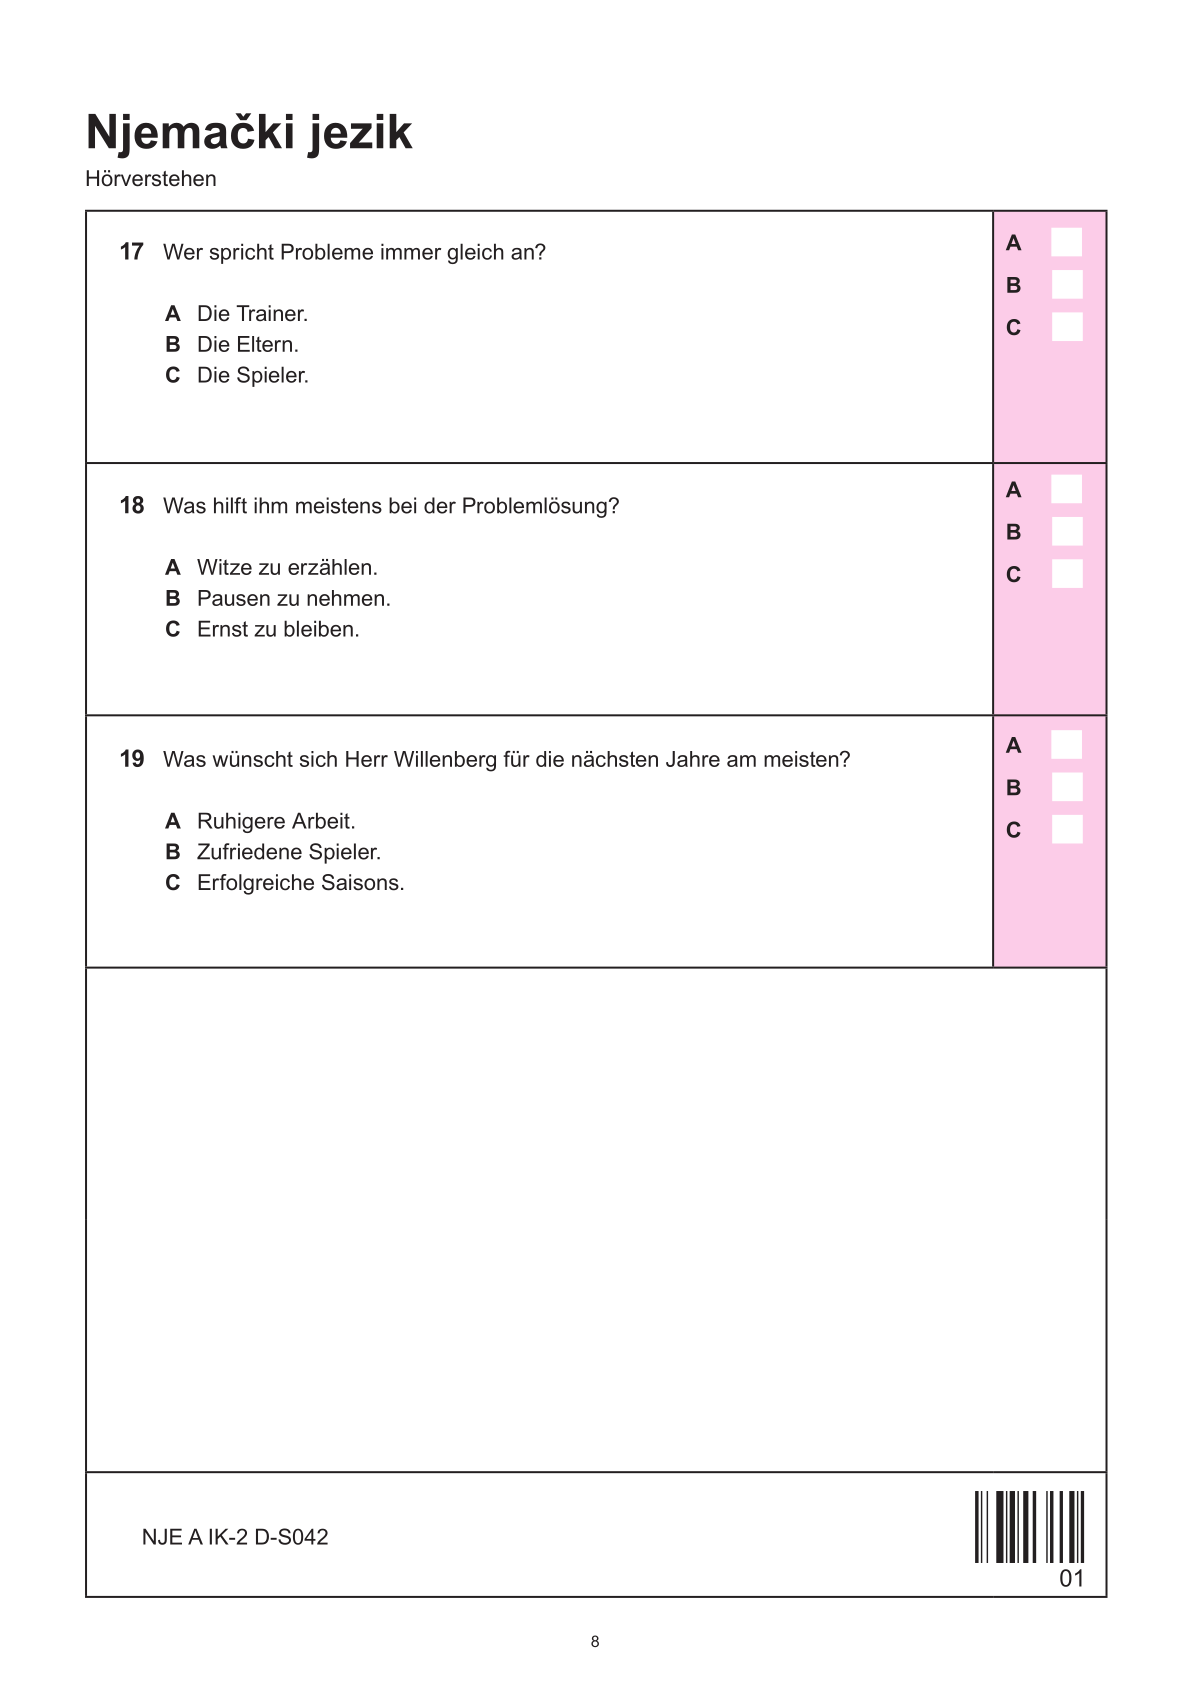 Njemački jezik
Hörverstehen
17 Wer spricht Probleme immer gleich an?
A Die Trainer.
B Die Eltern.
C Die Spieler.
A
B
C
18 Was hilft ihm meistens bei der Problemlösung?
A Witze zu erzählen.
B Pausen zu nehmen.
C Ernst zu bleiben.
A
B
C
19 Was wünscht sich Herr Willenberg für die nächsten Jahre am meisten?
A Ruhigere Arbeit.
B Zufriedene Spieler.
C Erfolgreiche Saisons.
A
B
C
NJE A IK-2 D-S042
01
8